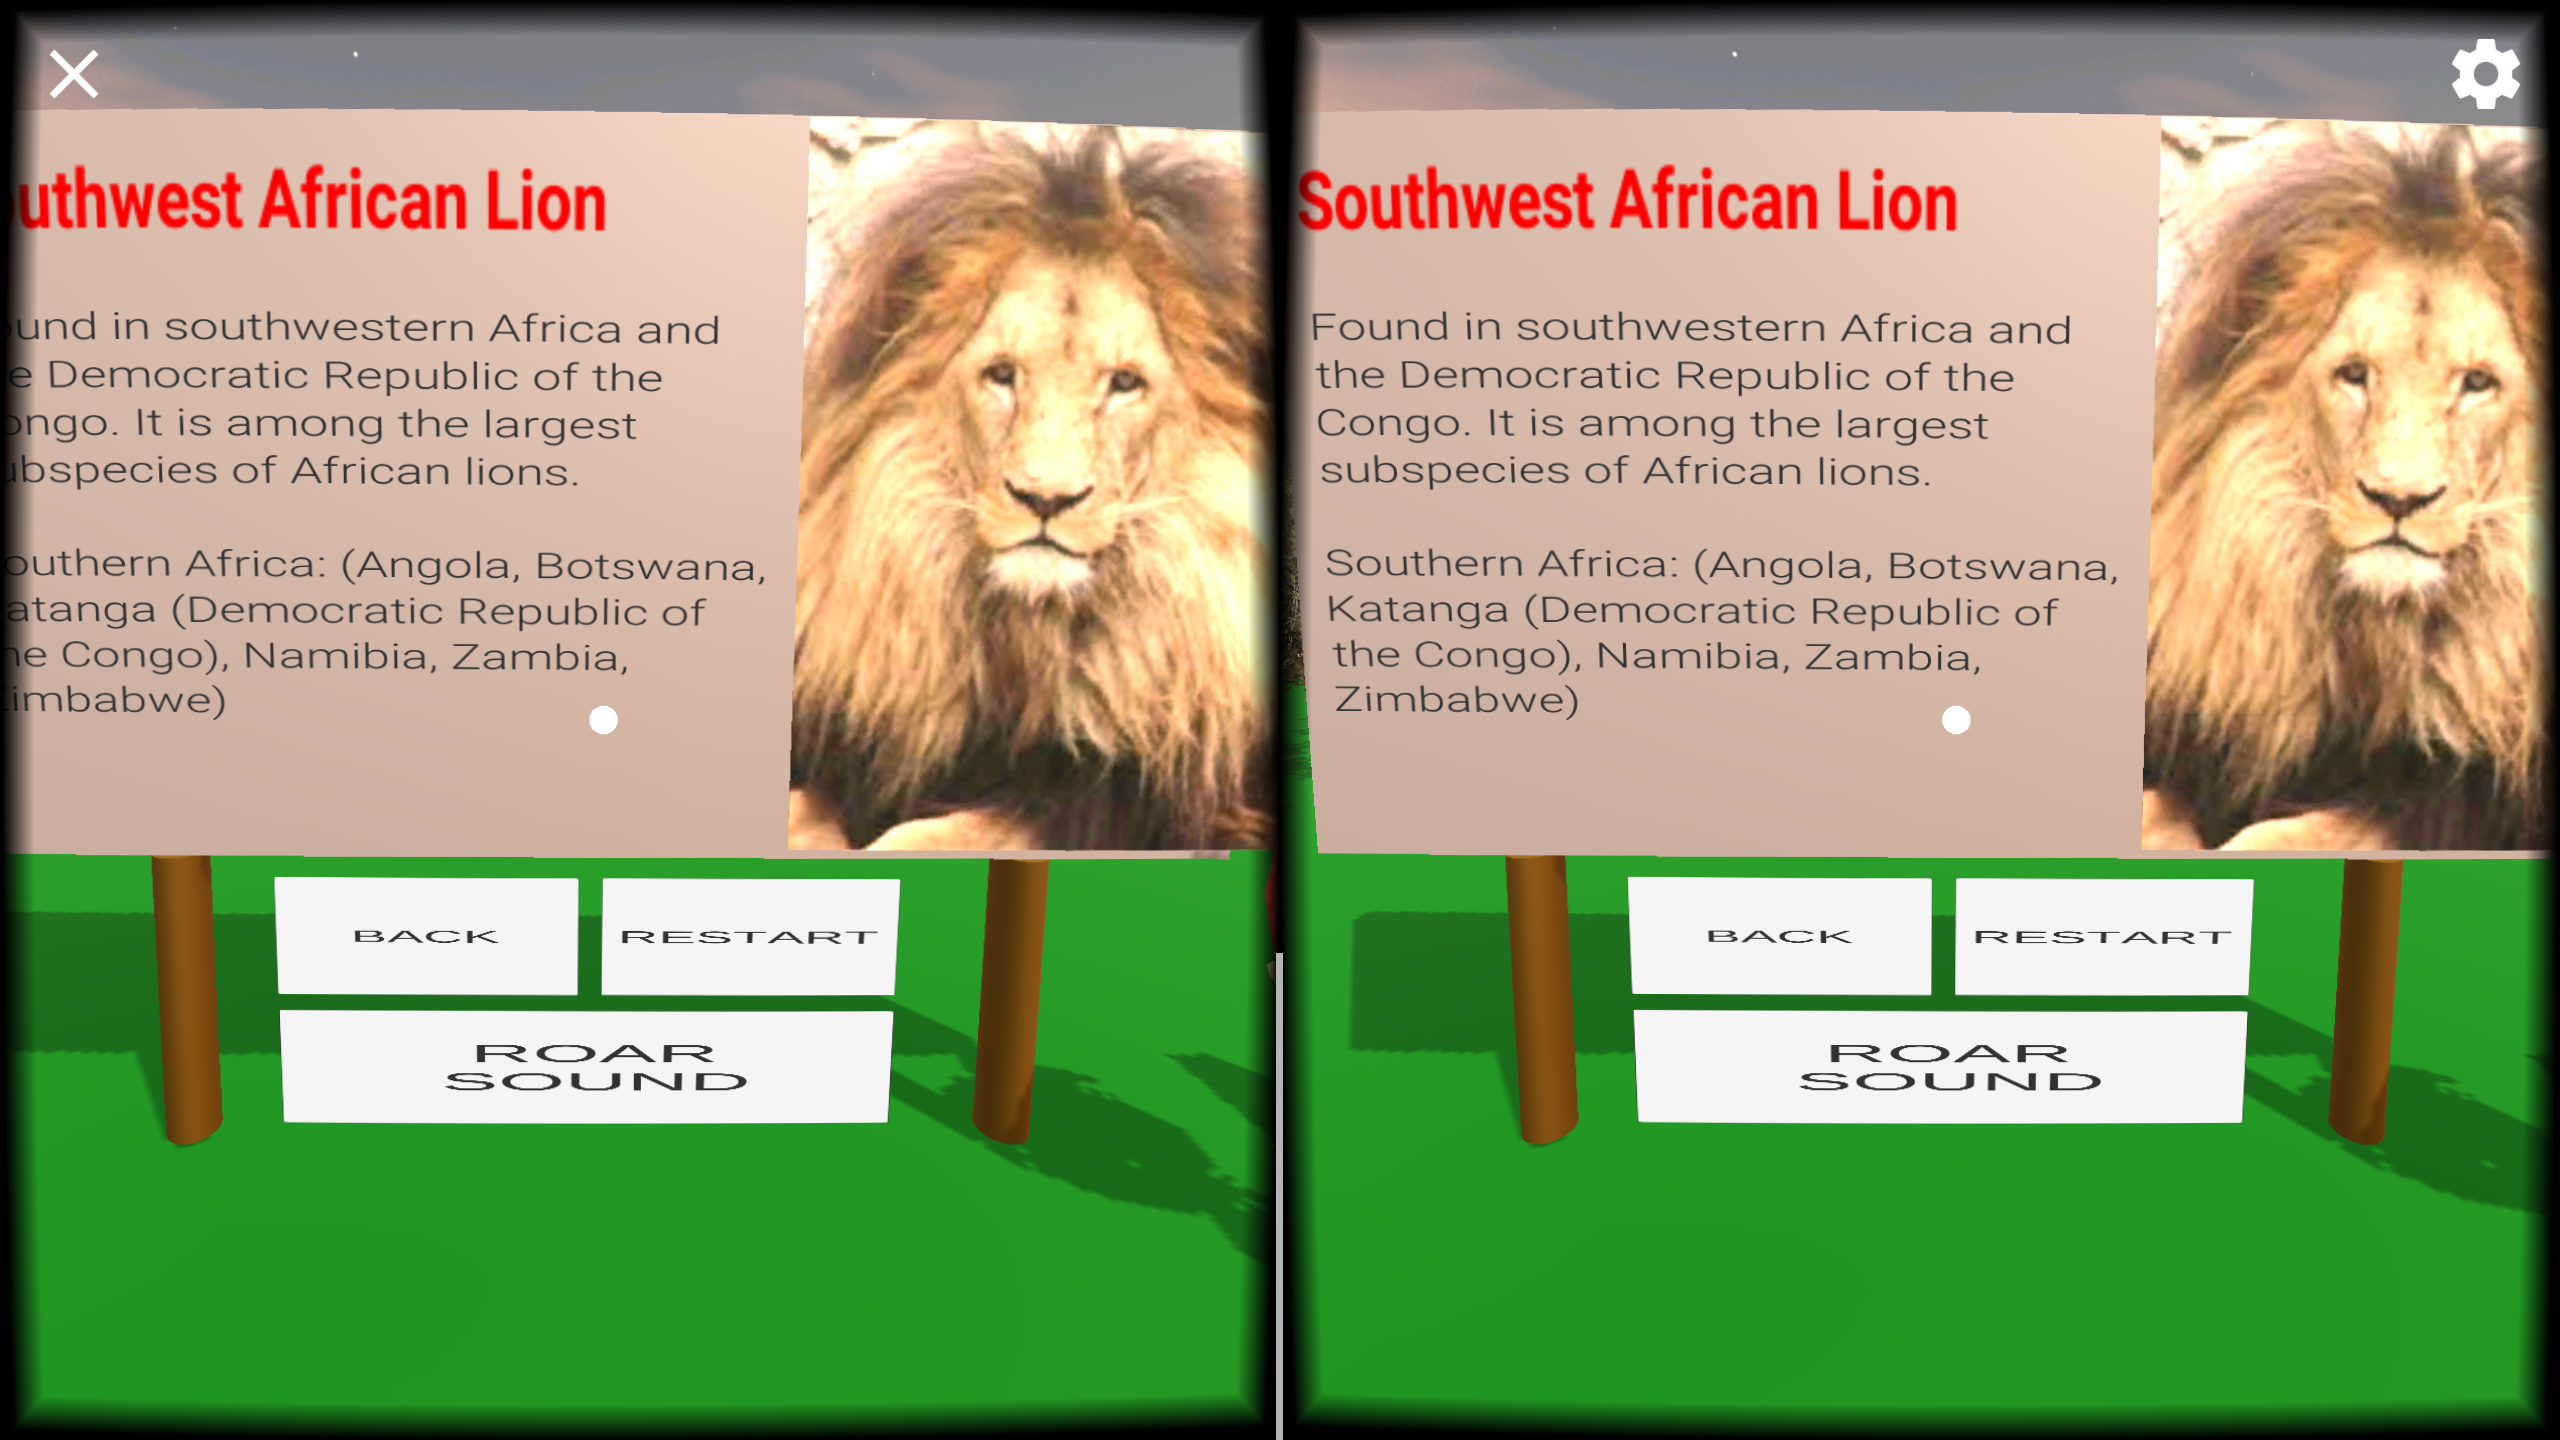 uthwest African Lion
und in southwestern Africa and
e Democratic Republic of the
ongo. It is among the largest
ubspecies of African lions.
outhern Africa: (Angola, Botswana,
atanga (Democratic Republic of
he Congo), Namibia, Zambia,
imbabwe)
BACK
RESTART
ROAR
SOUND
Southwest African Lion
Found in southwestern Africa and
the Democratic Republic of the
Congo. It is among the largest
subspecies of African lions.
Southern Africa: (Angola, Botswana,
Katanga (Democratic Republic of
the Congo), Namibia, Zambia,
Zimbabwe)
BACK
RESTART
ROAR
SOUND